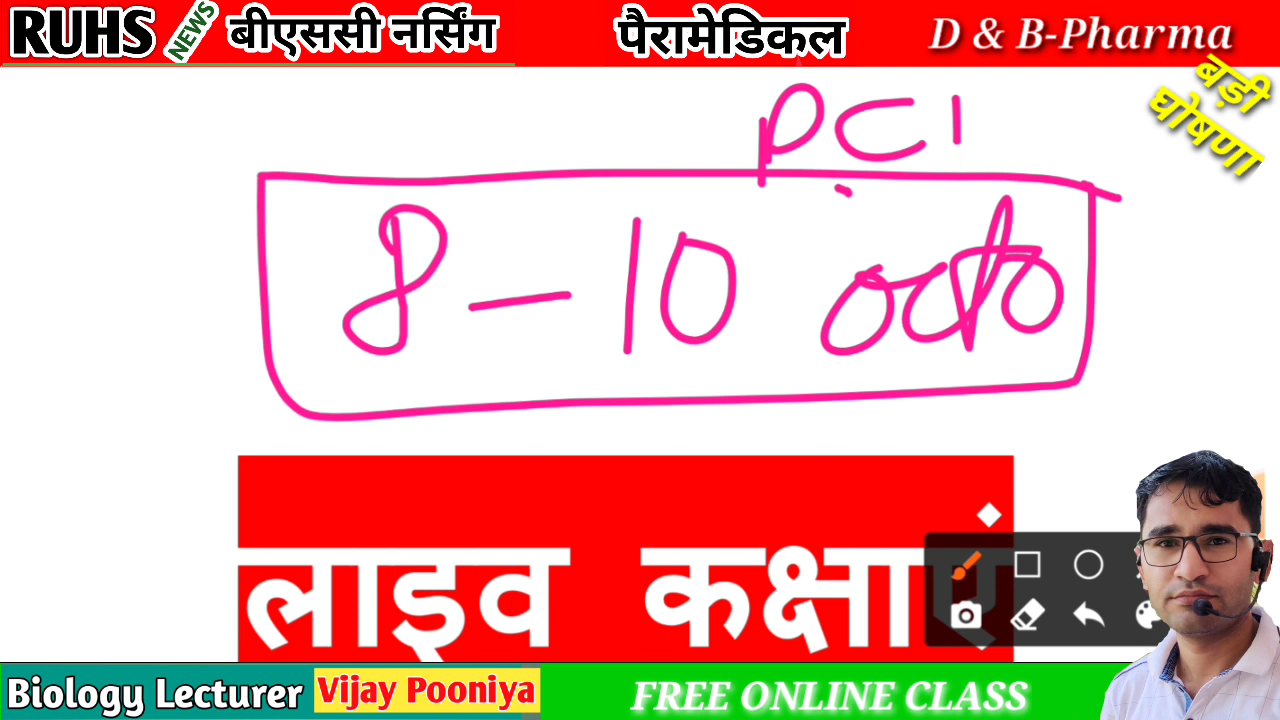 RUHS NEWS बीएससी नर्सिंग पैरामेडिकल D & B-Pharma
बड़ी
घोषणा
PCI
8-10 octo
लाइव कक्षाएं
Biology Lecturer Vijay Pooniya FREE ONLINE CLASS